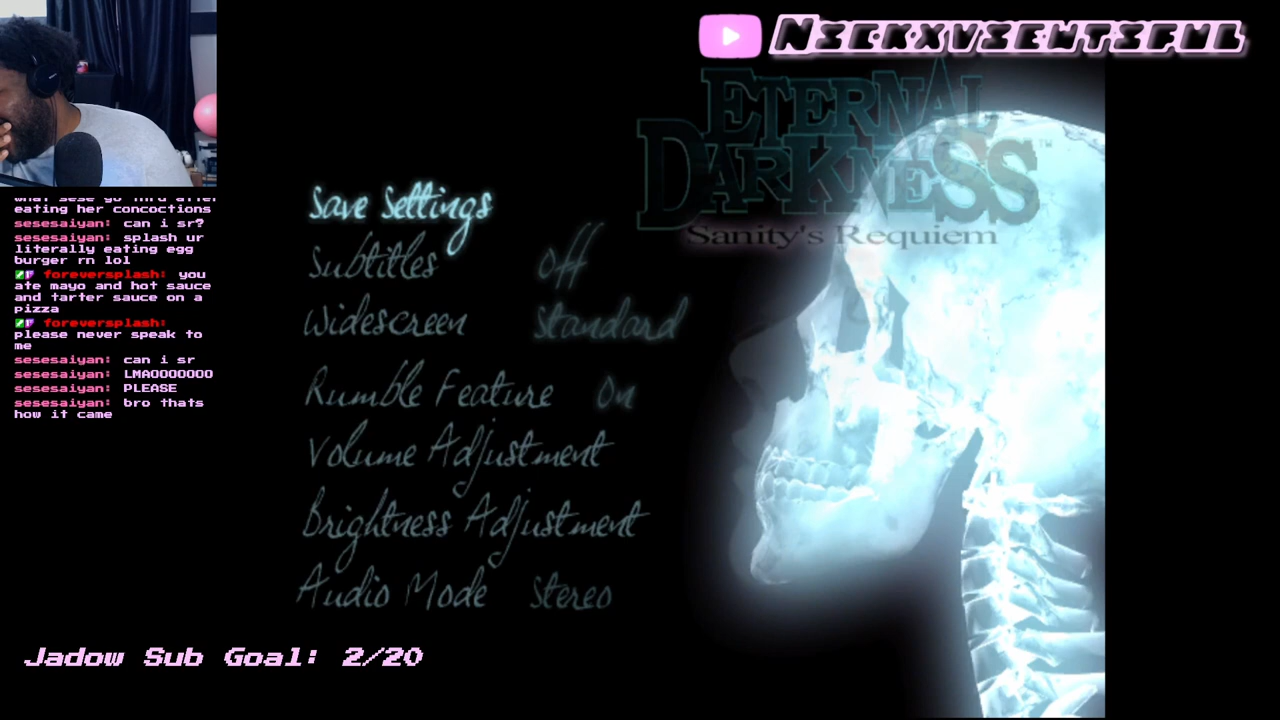 NICKXVIENTIFUL
ETERNAL
DARKNESS™
Sanity's Requiem
Save Settings
Subtitles Off
Widescreen Standard
Rumble Feature On
Volume Adjustment
Brightness Adjustment
Audio Mode Stereo
eating her concoctions
sesesaiyan: can i sr?
sesesaiyan: splash ur
literally eating egg
burger rn lol
foreversplash: you
ate mayo and hot sauce
and tarter sauce on a
pizza
foreversplash:
please never speak to
me
sesesaiyan: can i sr
sesesaiyan: LMAOOOOOOO
sesesaiyan: PLEASE
sesesaiyan: bro thats
how it came
Jadow Sub Goal: 2/20